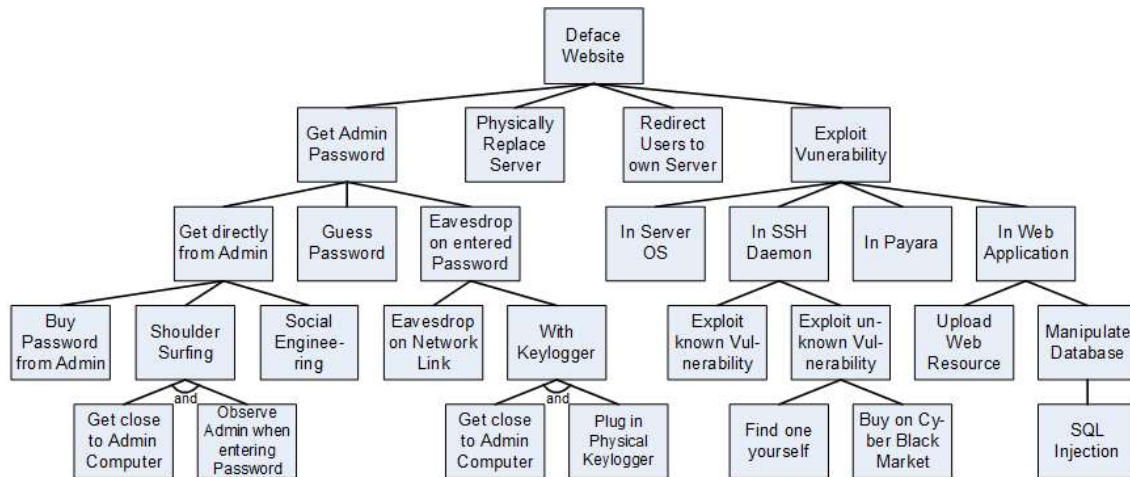 Deface
Website
Get Admin
Password
Physically
Replace
Server
Redirect
Users to
own Server
Exploit
Vunerability
Get directly
from Admin
Guess
Password
Eavesdrop
on entered
Password
In Server
OS
In SSH
Daemon
In Payara
In Web
Application
Buy
Password
from Admin
Shoulder
Surfing
Social
Enginee-
ring
Eavesdrop
on Network
Link
With
Keylogger
Exploit
known Vul-
nerability
Exploit un-
known Vul-
nerability
Upload
Web
Resource
Manipulate
Database
and
and
Get close
to Admin
Computer
Observe
Admin when
entering
Password
Get close
to Admin
Computer
Plug in
Physical
Keylogger
Find one
yourself
Buy on Cy-
ber Black
Market
SQL
Injection